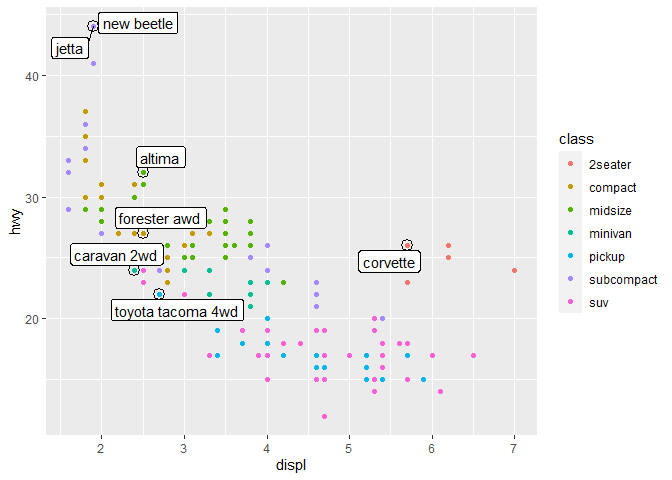 new beetle
jetta
altima
forester awd
caravan 2wd
toyota tacoma 4wd
corvette
40
30
20
hwy
2
3
4
5
6
7
displ
class
2seater
compact
midsize
minivan
pickup
subcompact
suv